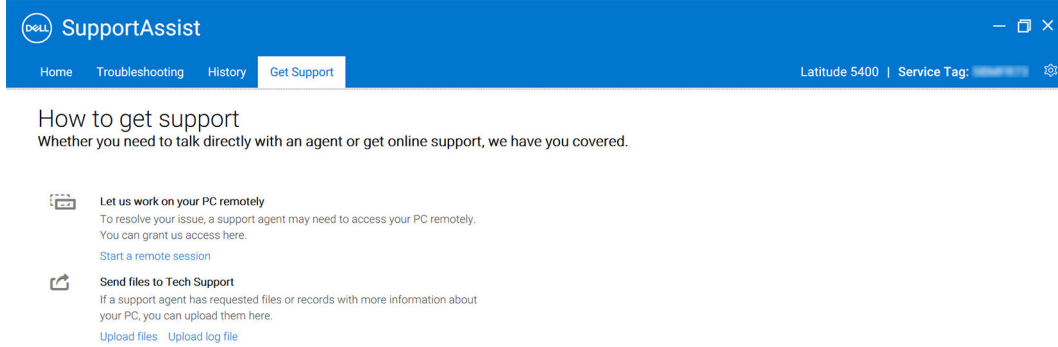 DELL SupportAssist
Home Troubleshooting History Get Support Latitude 5400 | Service Tag:
How to get support
Whether you need to talk directly with an agent or get online support, we have you covered.
Let us work on your PC remotely
To resolve your issue, a support agent may need to access your PC remotely.
You can grant us access here.
Start a remote session
Send files to Tech Support
If a support agent has requested files or records with more information about
your PC, you can upload them here.
Upload files Upload log file